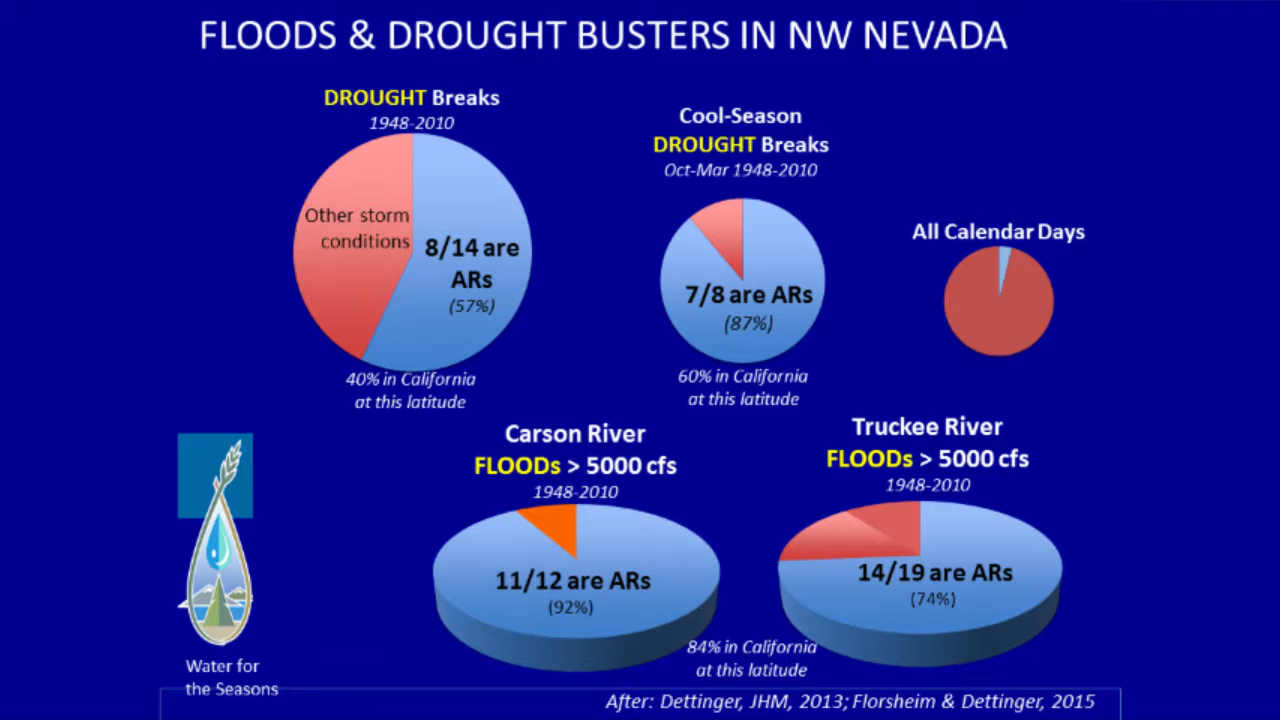 FLOODS & DROUGHT BUSTERS IN NW NEVADA
DROUGHT Breaks
1948-2010
Other storm
conditions
8/14 are
ARs
(57%)
40% in California
at this latitude
Cool-Season
DROUGHT Breaks
Oct-Mar 1948-2010
7/8 are ARs
(87%)
60% in California
at this latitude
All Calendar Days
Carson River
FLOODs > 5000 cfs
1948-2010
11/12 are ARs
(92%)
Truckee River
FLOODs > 5000 cfs
1948-2010
14/19 are ARs
(74%)
84% in California
at this latitude
Water for
the Seasons
After: Dettinger, JHM, 2013; Florsheim & Dettinger, 2015